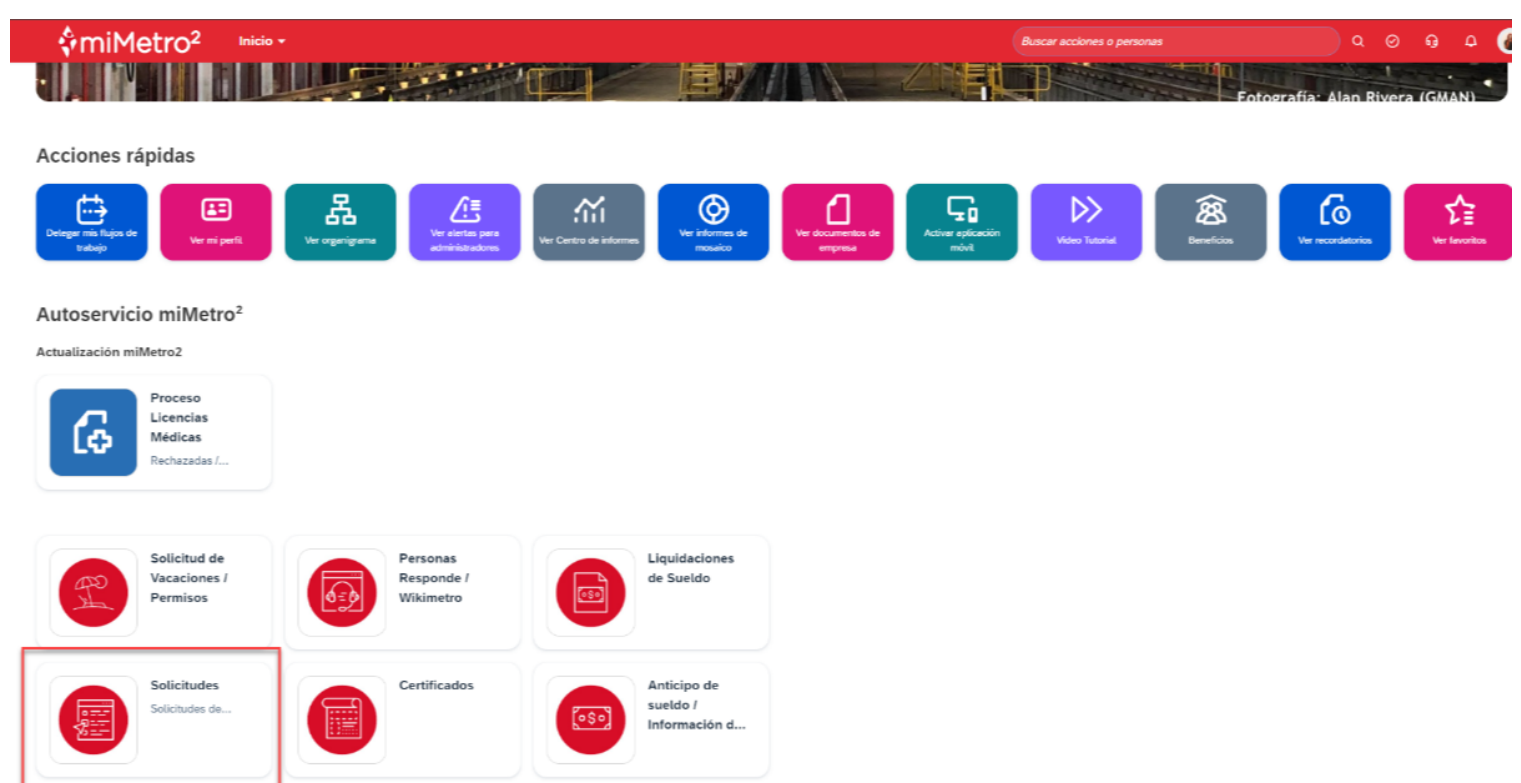 miMetro²
Inicio
Buscar acciones o personas
Fotografía: Alan Rivera (GMAN)
Acciones rápidas
Delegar mis flujos de
trabajo
Ver mi perfil
Ver organigrama
Ver alertas para
administradores
Ver Centro de informes
Ver informes de
mosaico
Ver documentos de
empresa
Activar aplicación
móvil
Video Tutorial
Beneficios
Ver recordatorios
Ver favoritos
Autoservicio miMetro²
Actualización miMetro2
Proceso
Licencias
Médicas
Rechazadas /...
Solicitud de
Vacaciones /
Permisos
Personas
Responde /
Wikimetro
Liquidaciones
de Sueldo
Solicitudes
Solicitudes de...
Certificados
Anticipo de
sueldo /
Información d...